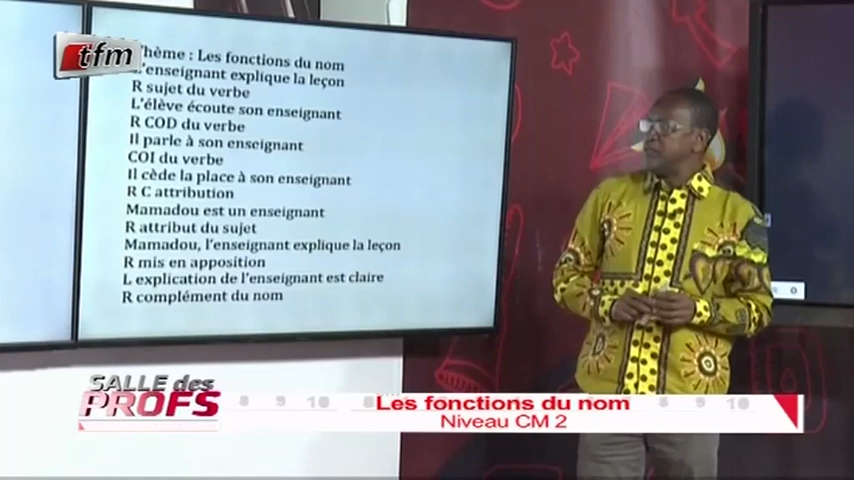 tfm
Thème : Les fonctions du nom
L'enseignant explique la leçon
R sujet du verbe
L'élève écoute son enseignant
R COD du verbe
Il parle à son enseignant
COI du verbe
Il cède la place à son enseignant
R C attribution
Mamadou est un enseignant
R attribut du sujet
Mamadou, l'enseignant explique la leçon
R mis en apposition
L explication de l'enseignant est claire
R complément du nom
SALLE des
PROFS
Les fonctions du nom
Niveau CM 2